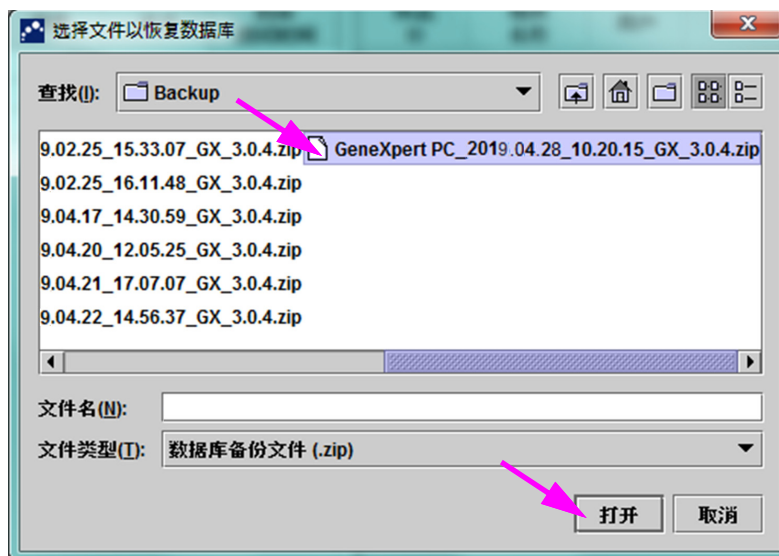 选择文件以恢复数据库
查找(I): Backup
9.02.25_15.33.07_GX_3.0.4.zip GeneXpert PC_2019.04.28_10.20.15_GX_3.0.4.zip
9.02.25_16.11.48_GX_3.0.4.zip
9.04.17_14.30.59_GX_3.0.4.zip
9.04.20_12.05.25_GX_3.0.4.zip
9.04.21_17.07.07_GX_3.0.4.zip
9.04.22_14.56.37_GX_3.0.4.zip
文件名(N):
文件类型(T): 数据库备份文件 (.zip)
打开 取消